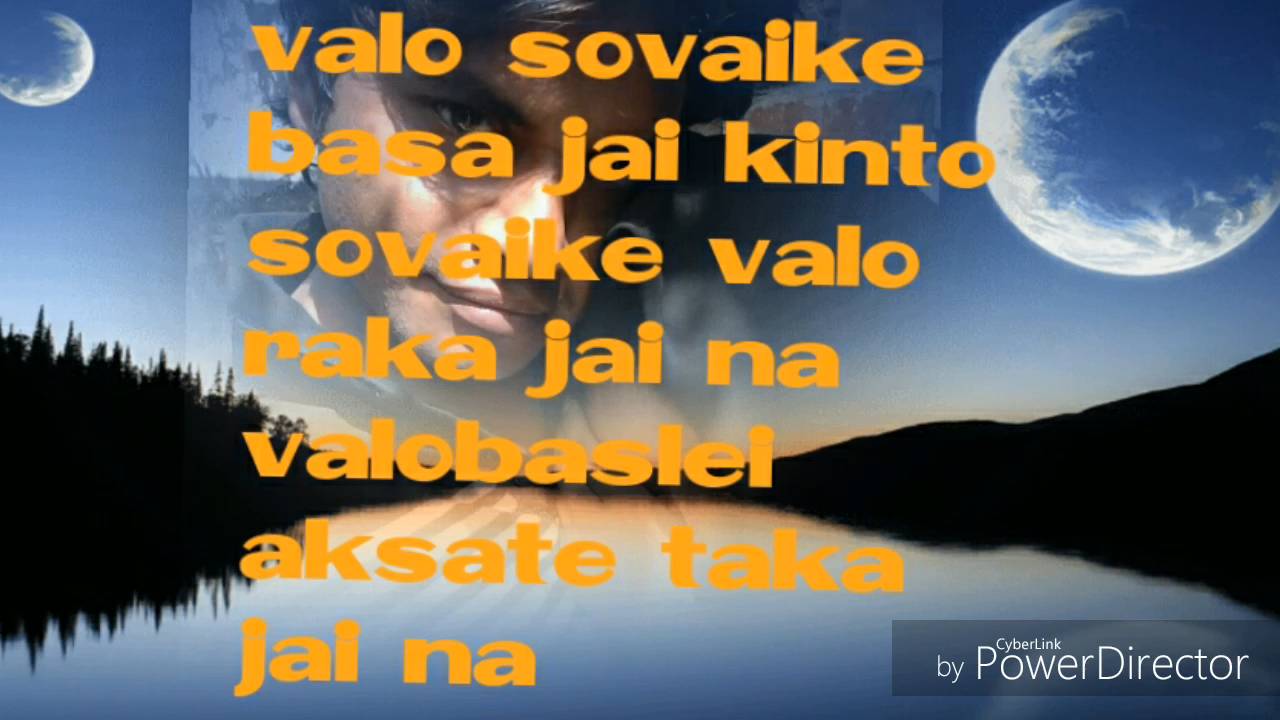 valo sovaike
basa jai kinto
sovaike valo
raka jai na
valobaslei
aksate taka
jai na
by CyberLink PowerDirector